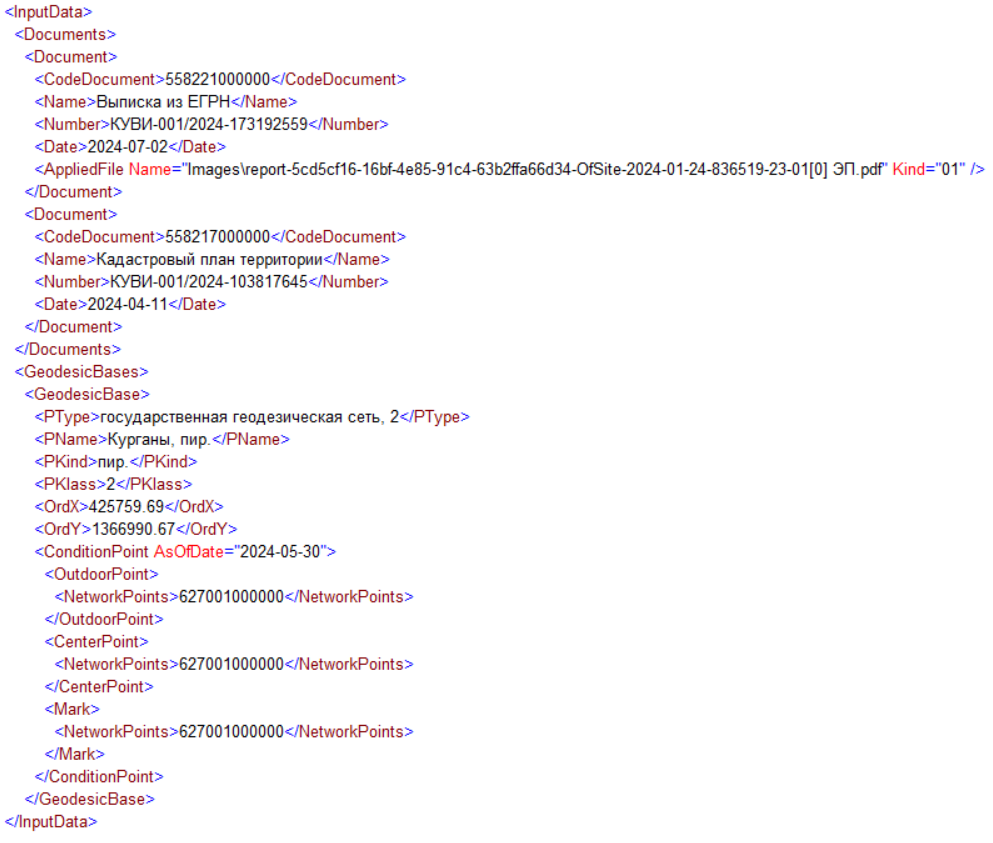 <InputData>
<Documents>
<Document>
<CodeDocument>558221000000</CodeDocument>
<Name>Выписка из ЕГРН</Name>
<Number>КУВИ-001/2024-173192559</Number>
<Date>2024-07-02</Date>
<AppliedFile Name="Images\report-5cd5cf16-16bf-4e85-91c4-63b2ffa66d34-OfSite-2024-01-24-836519-23-01[0] ЭП.pdf" Kind="01" />
</Document>
<Document>
<CodeDocument>558217000000</CodeDocument>
<Name>Кадастровый план территории</Name>
<Number>КУВИ-001/2024-103817645</Number>
<Date>2024-04-11</Date>
</Document>
</Documents>
<GeodesicBases>
<GeodesicBase>
<PType>государственная геодезическая сеть, 2</PType>
<PName>Курганы, пир.</PName>
<PKind>пир.</PKind>
<PKlass>2</PKlass>
<OrdX>425759.69</OrdX>
<OrdY>1366990.67</OrdY>
<ConditionPoint AsOfDate="2024-05-30">
<OutdoorPoint>
<NetworkPoints>627001000000</NetworkPoints>
</OutdoorPoint>
<CenterPoint>
<NetworkPoints>627001000000</NetworkPoints>
</CenterPoint>
<Mark>
<NetworkPoints>627001000000</NetworkPoints>
</Mark>
</ConditionPoint>
</GeodesicBase>
</InputData>